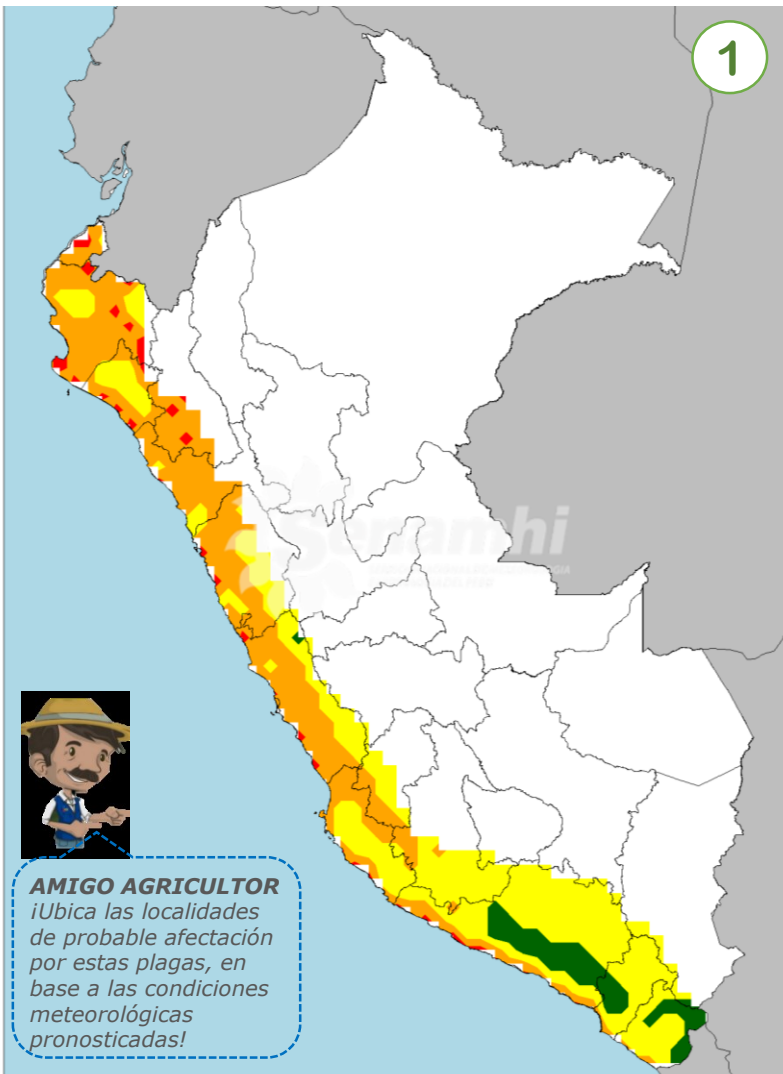 1
Senamhi
AMIGO AGRICULTOR
¡Ubica las localidades
de probable afectación
por estas plagas, en
base a las condiciones
meteorológicas
pronosticadas!